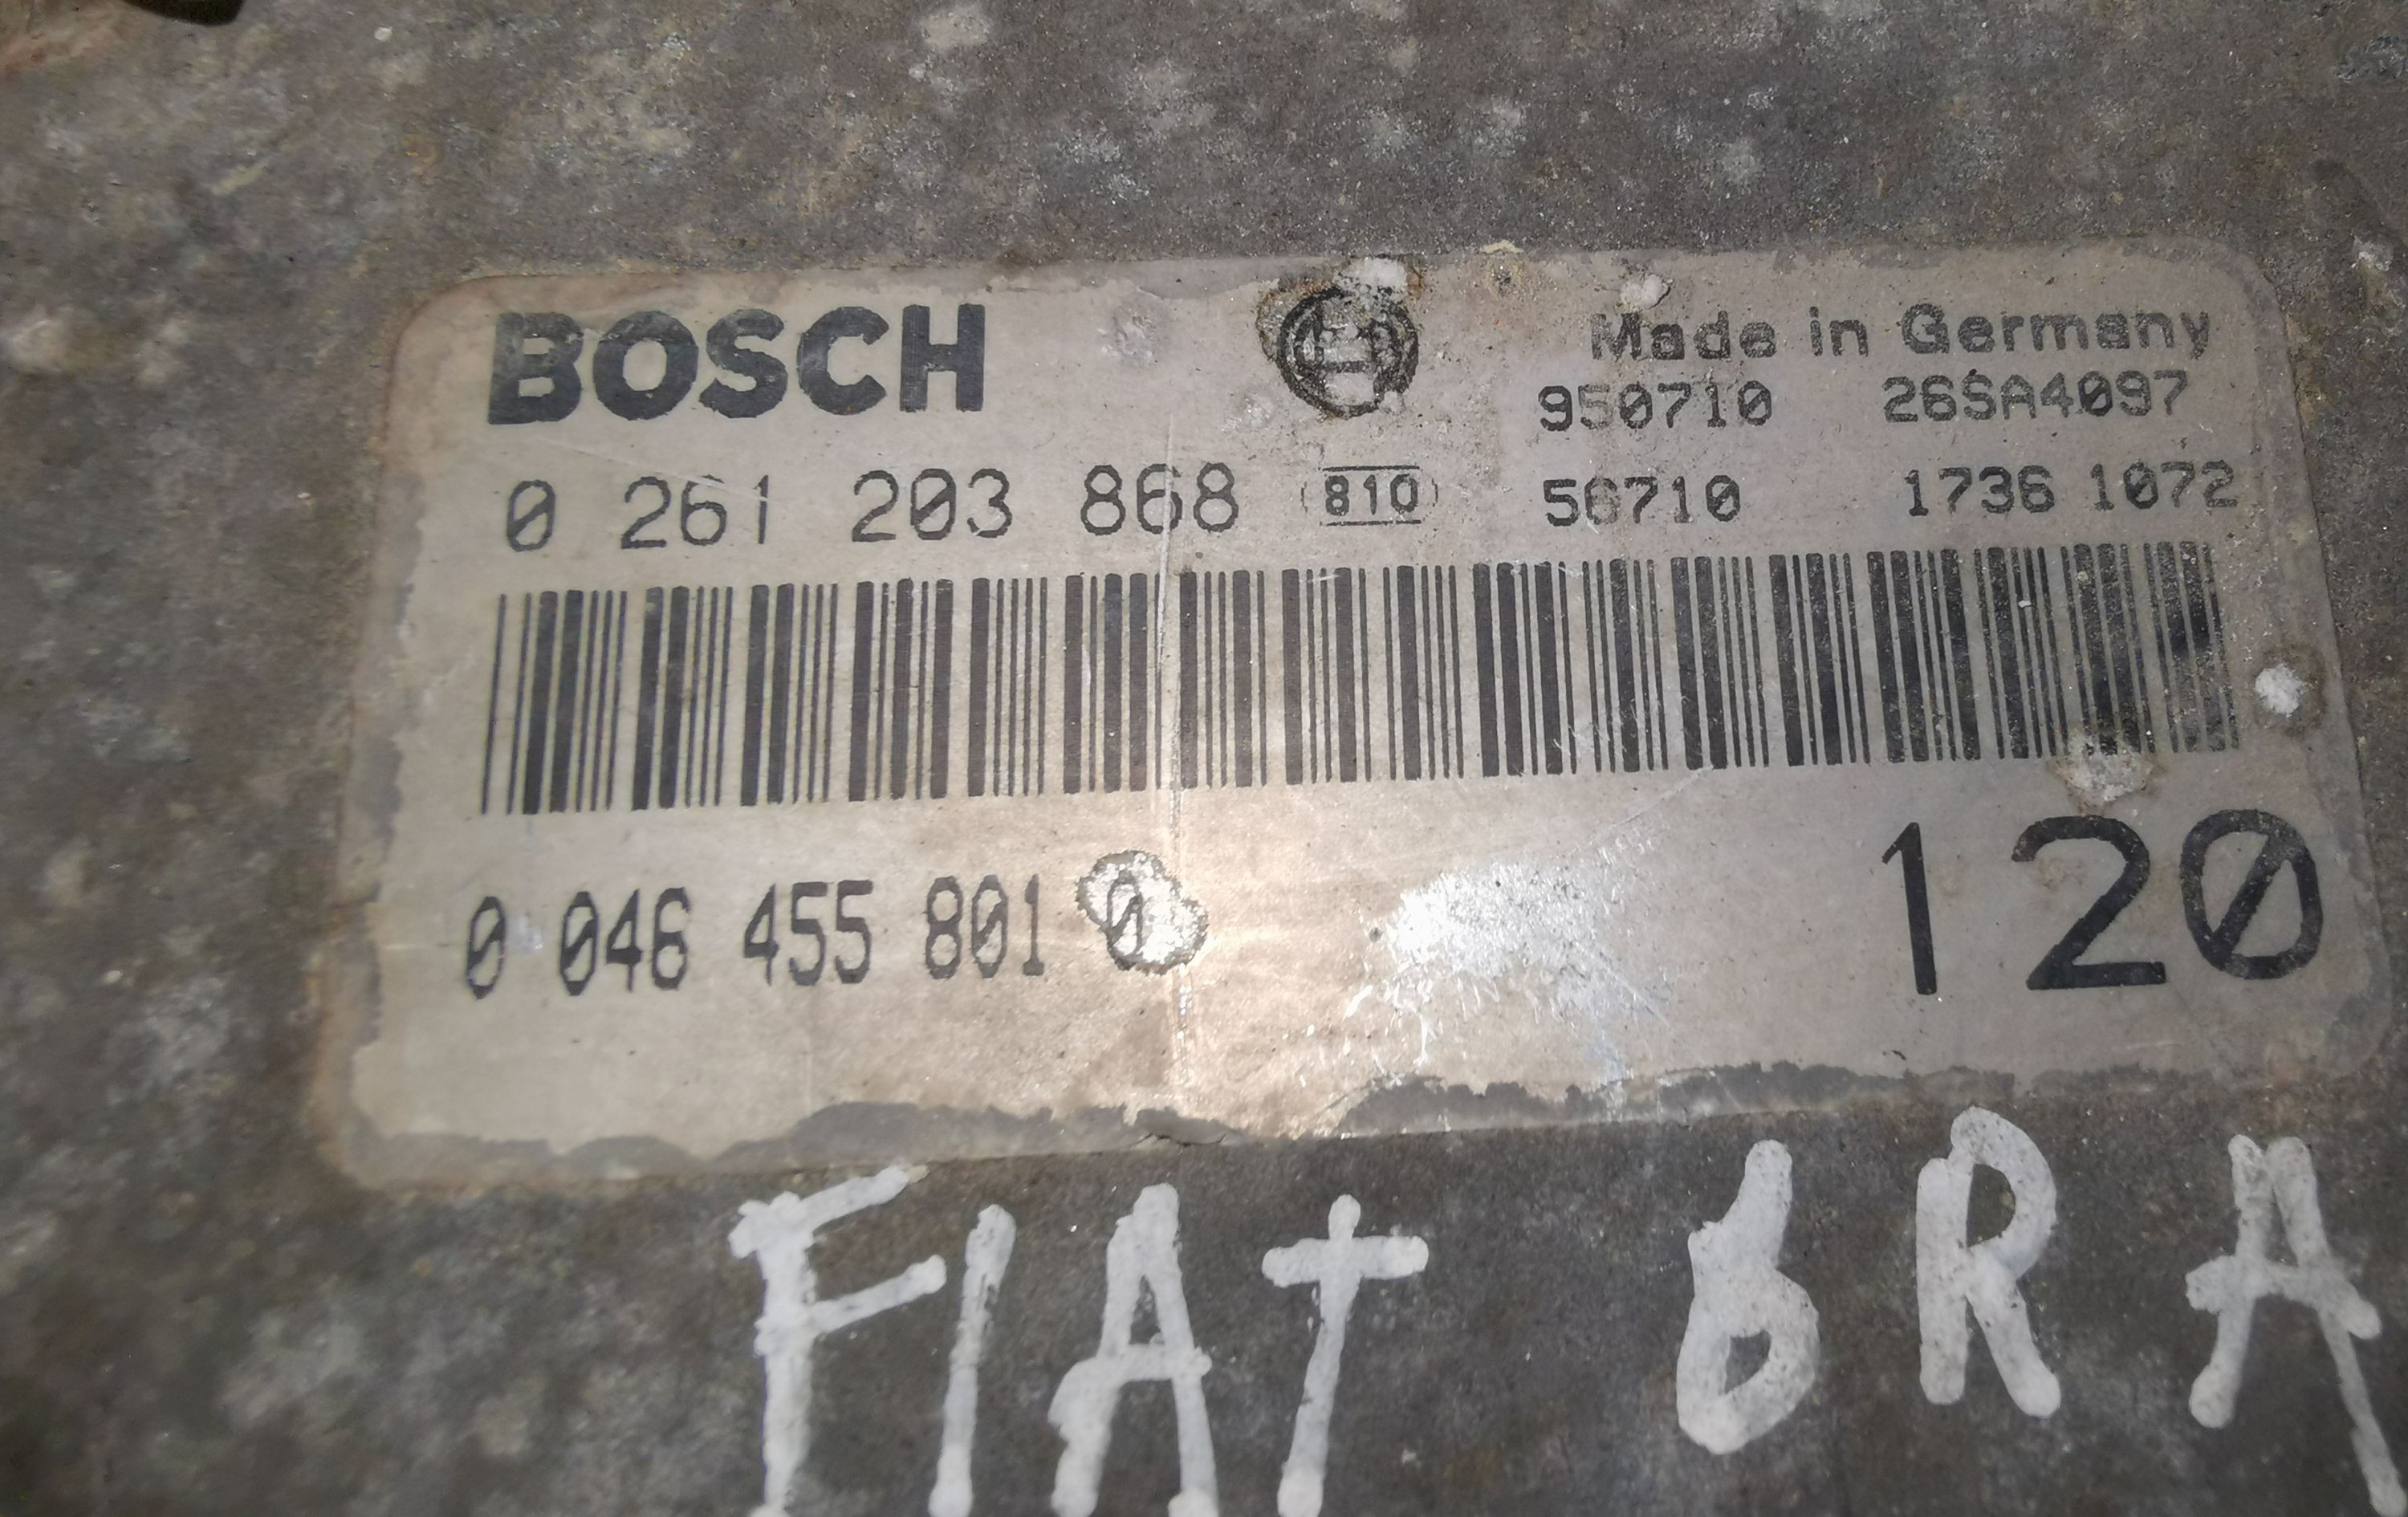 BOSCH Made in Germany
950710 26SA4097
0 261 203 868 810 56710 1736 1072
0 046 455 801 0 120
FIAT BRA